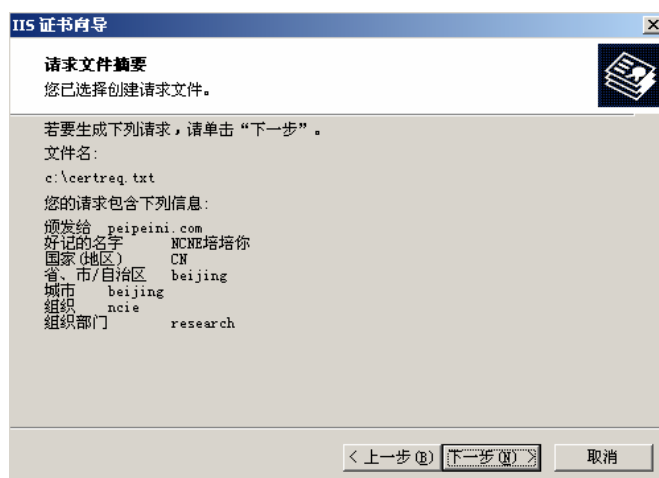 IIS 证书向导
请求文件摘要
您已选择创建请求文件。
若要生成下列请求，请单击“下一步”。
文件名:
c:\certreq.txt
您的请求包含下列信息:
颁发给 peipeini.com
好记的名字 NCNE培培你
国家(地区) CN
省、市/自治区 beijing
城市 beijing
组织 ncie
组织部门 research
< 上一步(B) 下一步(N) > 取消